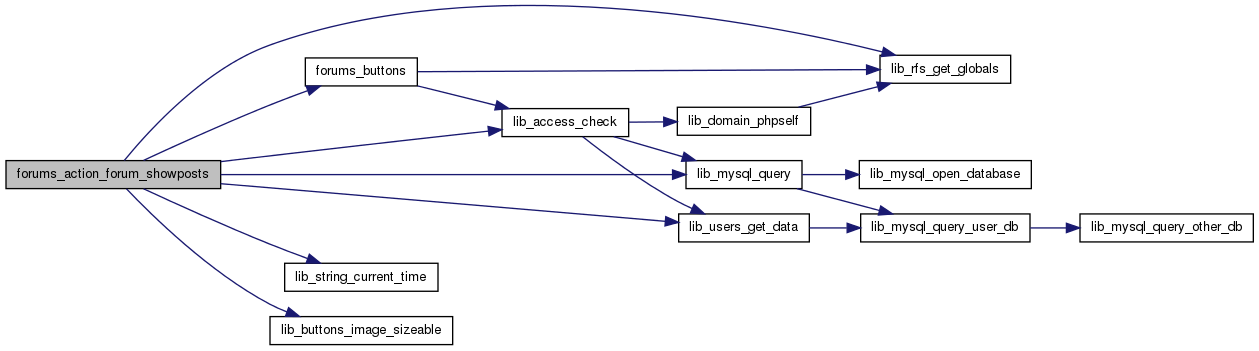 forums_buttons
lib_rfs_get_globals
lib_access_check
lib_domain_phpself
forums_action_forum_showposts
lib_mysql_query
lib_mysql_open_database
lib_users_get_data
lib_mysql_query_user_db
lib_mysql_query_other_db
lib_string_current_time
lib_buttons_image_sizeable